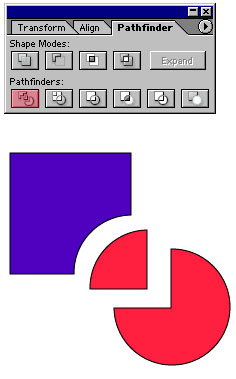 Transform Align Pathfinder
Shape Modes:
Expand
Pathfinders: